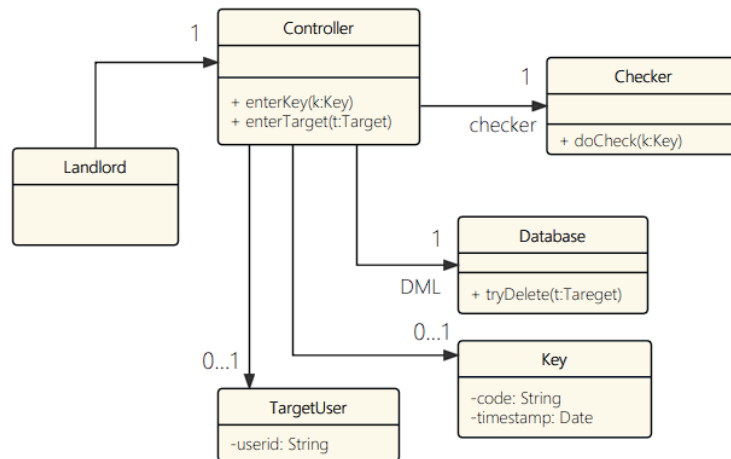 Controller
+ enterKey(k:Key)
+ enterTarget(t:Target)
1
Landlord
1
checker
Checker
+ doCheck(k:Key)
1
DML
Database
+ tryDelete(t:Tareget)
0...1
Key
-code: String
-timestamp: Date
0...1
TargetUser
-userid: String